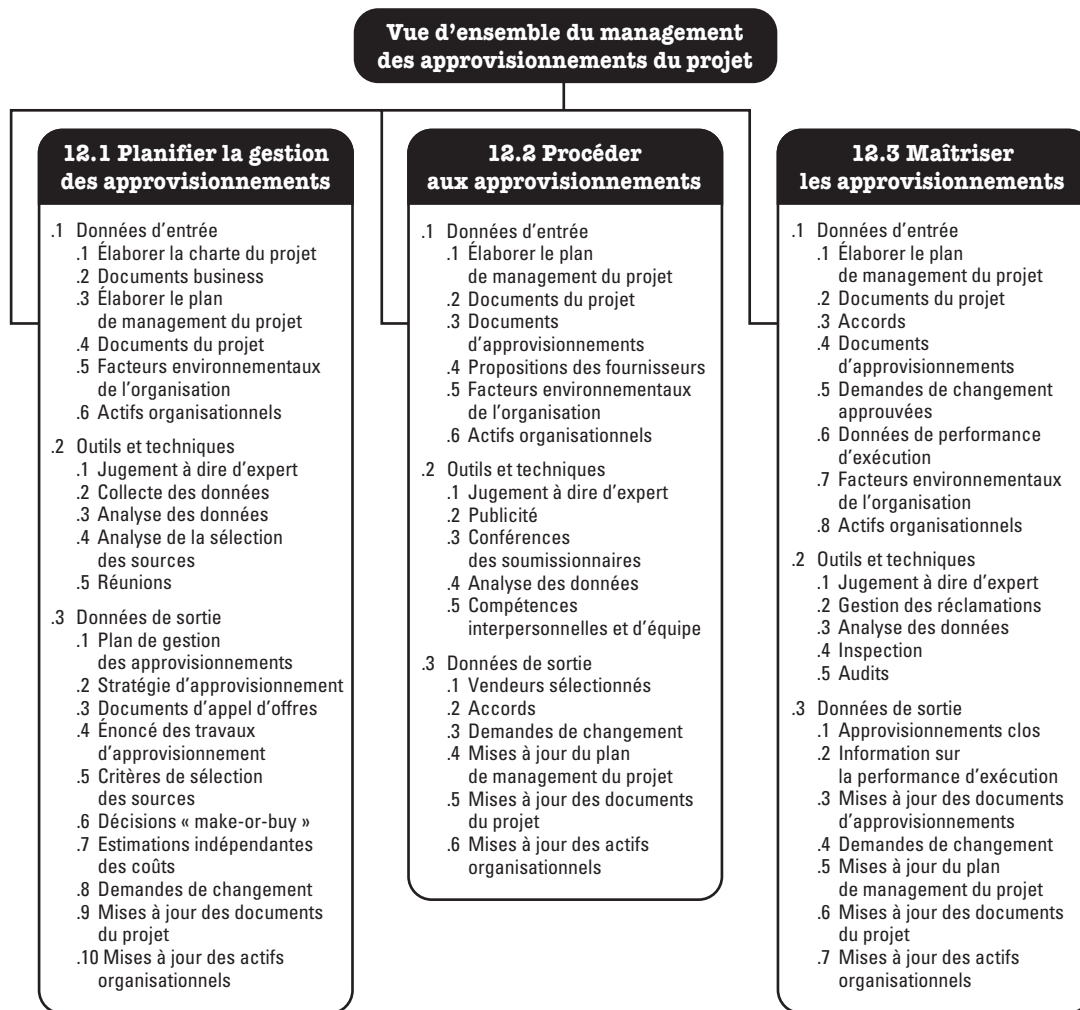 Vue d'ensemble du management
des approvisionnements du projet
12.1 Planifier la gestion
des approvisionnements
.1 Données d'entrée
.1 Élaborer la charte du projet
.2 Documents business
.3 Élaborer le plan
de management du projet
.4 Documents du projet
.5 Facteurs environnementaux
de l'organisation
.6 Actifs organisationnels
.2 Outils et techniques
.1 Jugement à dire d'expert
.2 Collecte des données
.3 Analyse des données
.4 Analyse de la sélection
des sources
.5 Réunions
.3 Données de sortie
.1 Plan de gestion
des approvisionnements
.2 Stratégie d'approvisionnement
.3 Documents d'appel d'offres
.4 Énoncé des travaux
d'approvisionnement
.5 Critères de sélection
des sources
.6 Décisions « make-or-buy »
.7 Estimations indépendantes
des coûts
.8 Demandes de changement
.9 Mises à jour des documents
du projet
.10 Mises à jour des actifs
organisationnels
12.2 Procéder
aux approvisionnements
.1 Données d'entrée
.1 Élaborer le plan
de management du projet
.2 Documents du projet
.3 Documents
d'approvisionnements
.4 Propositions des fournisseurs
.5 Facteurs environnementaux
de l'organisation
.6 Actifs organisationnels
.2 Outils et techniques
.1 Jugement à dire d'expert
.2 Publicité
.3 Conférences
des soumissionnaires
.4 Analyse des données
.5 Compétences
interpersonnelles et d'équipe
.3 Données de sortie
.1 Vendeurs sélectionnés
.2 Accords
.3 Demandes de changement
.4 Mises à jour du plan
de management du projet
.5 Mises à jour des documents
du projet
.6 Mises à jour des actifs
organisationnels
12.3 Maîtriser
les approvisionnements
.1 Données d'entrée
.1 Élaborer le plan
de management du projet
.2 Documents du projet
.3 Accords
.4 Documents
d'approvisionnements
.5 Demandes de changement
approuvées
.6 Données de performance
d'exécution
.7 Facteurs environnementaux
de l'organisation
.8 Actifs organisationnels
.2 Outils et techniques
.1 Jugement à dire d'expert
.2 Gestion des réclamations
.3 Analyse des données
.4 Inspection
.5 Audits
.3 Données de sortie
.1 Approvisionnements clos
.2 Information sur
la performance d'exécution
.3 Mises à jour des documents
d'approvisionnements
.4 Demandes de changement
.5 Mises à jour du plan
de management du projet
.6 Mises à jour des documents
du projet
.7 Mises à jour des actifs
organisationnels